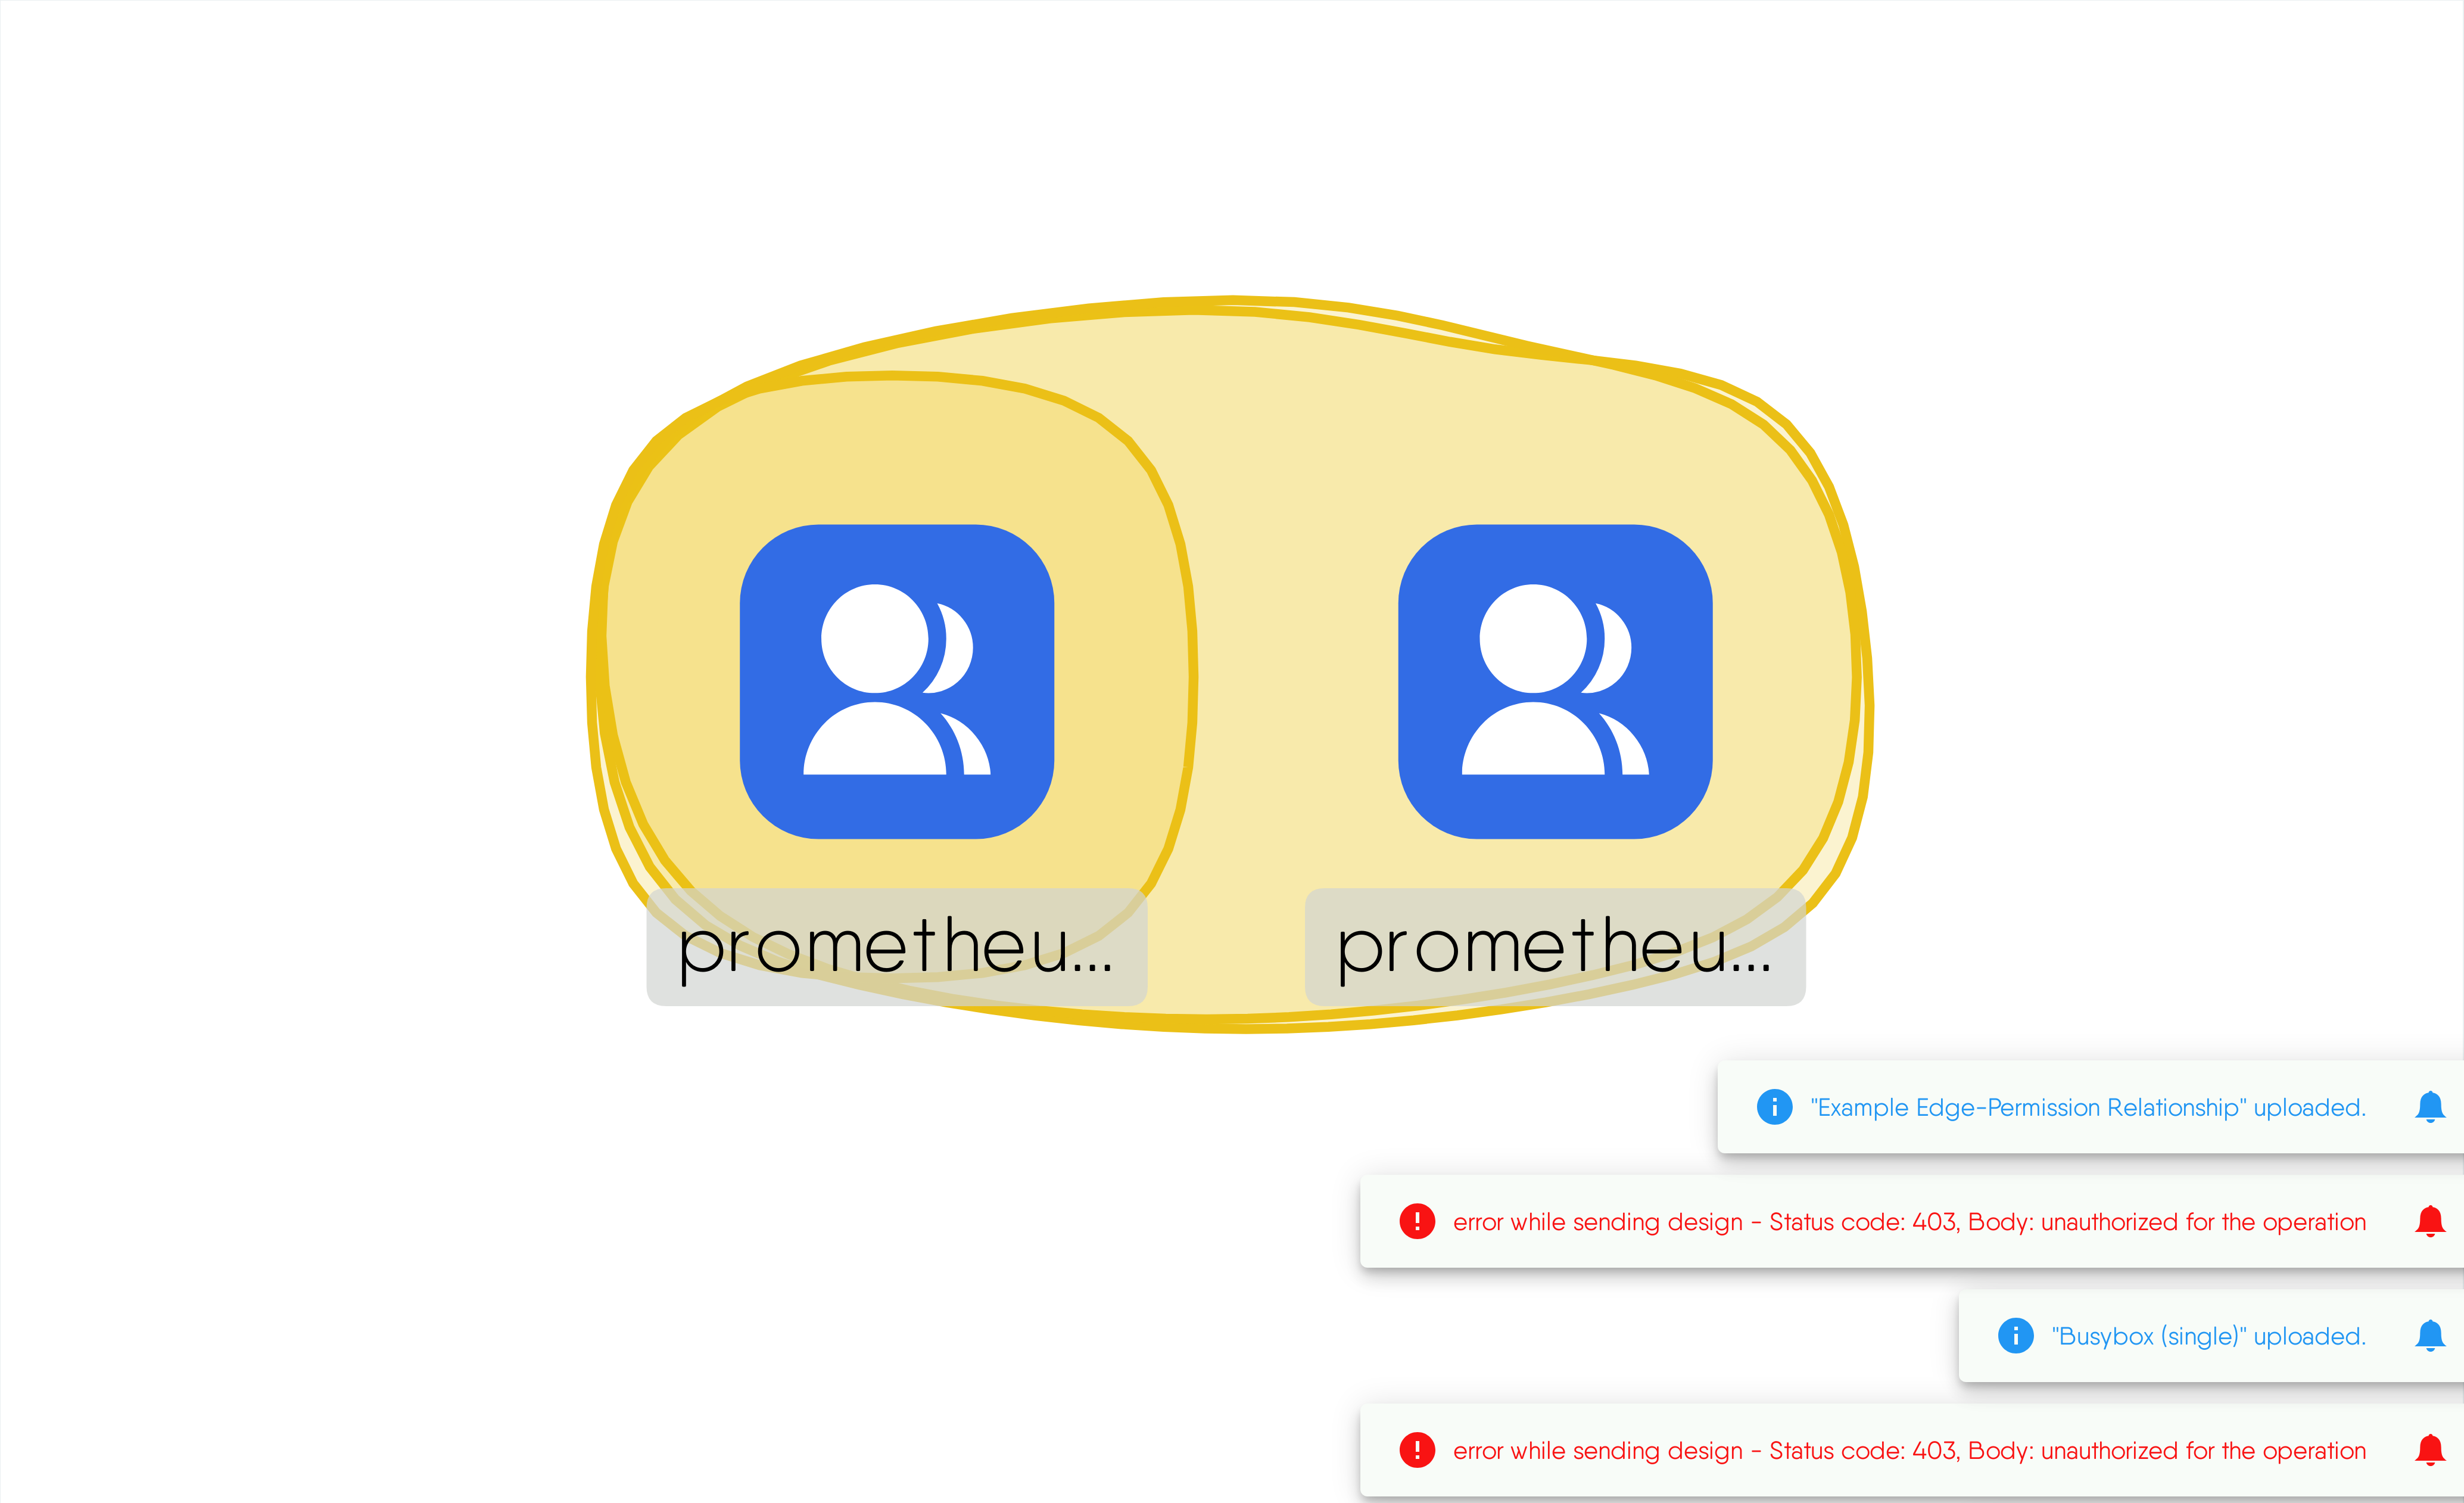 prometheu...
prometheu...
"Example Edge-Permission Relationship" uploaded.
error while sending design - Status code: 403, Body: unauthorized for the operation
"Busybox (single)" uploaded.
error while sending design - Status code: 403, Body: unauthorized for the operation